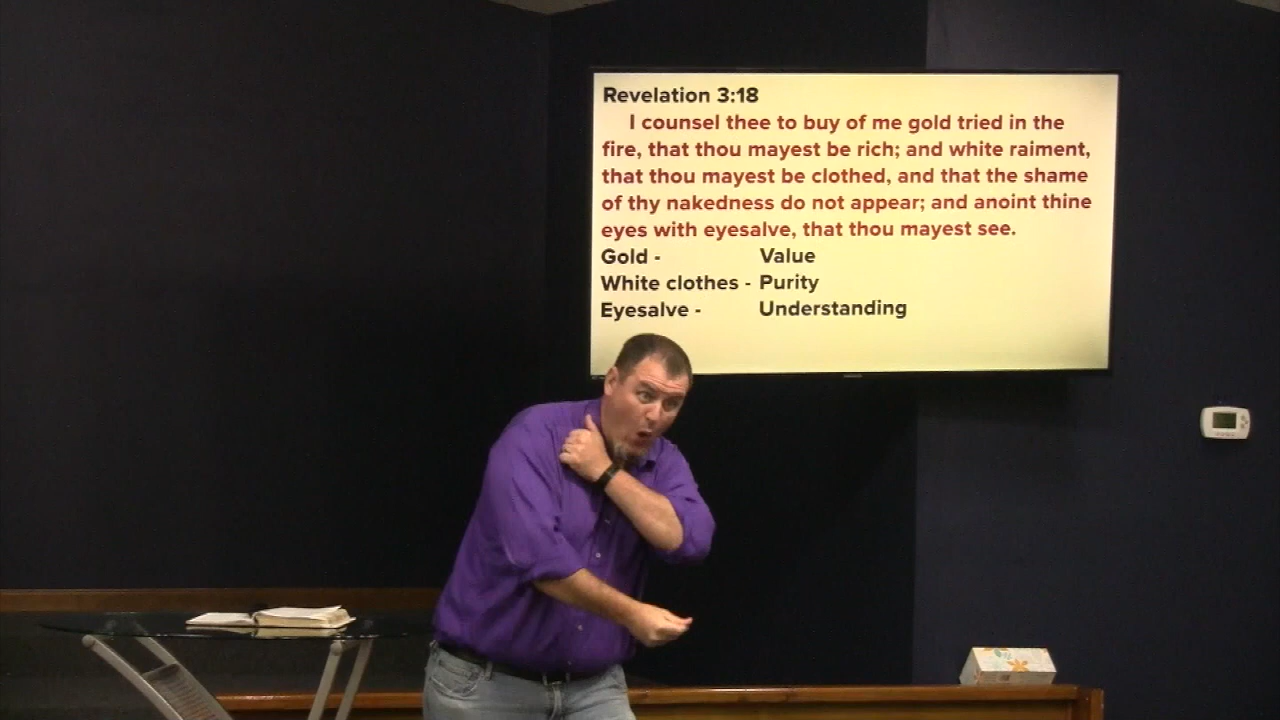 Revelation 3:18
I counsel thee to buy of me gold tried in the
fire, that thou mayest be rich; and white raiment,
that thou mayest be clothed, and that the shame
of thy nakedness do not appear; and anoint thine
eyes with eyesalve, that thou mayest see.
Gold - Value
White clothes - Purity
Eyesalve - Understanding